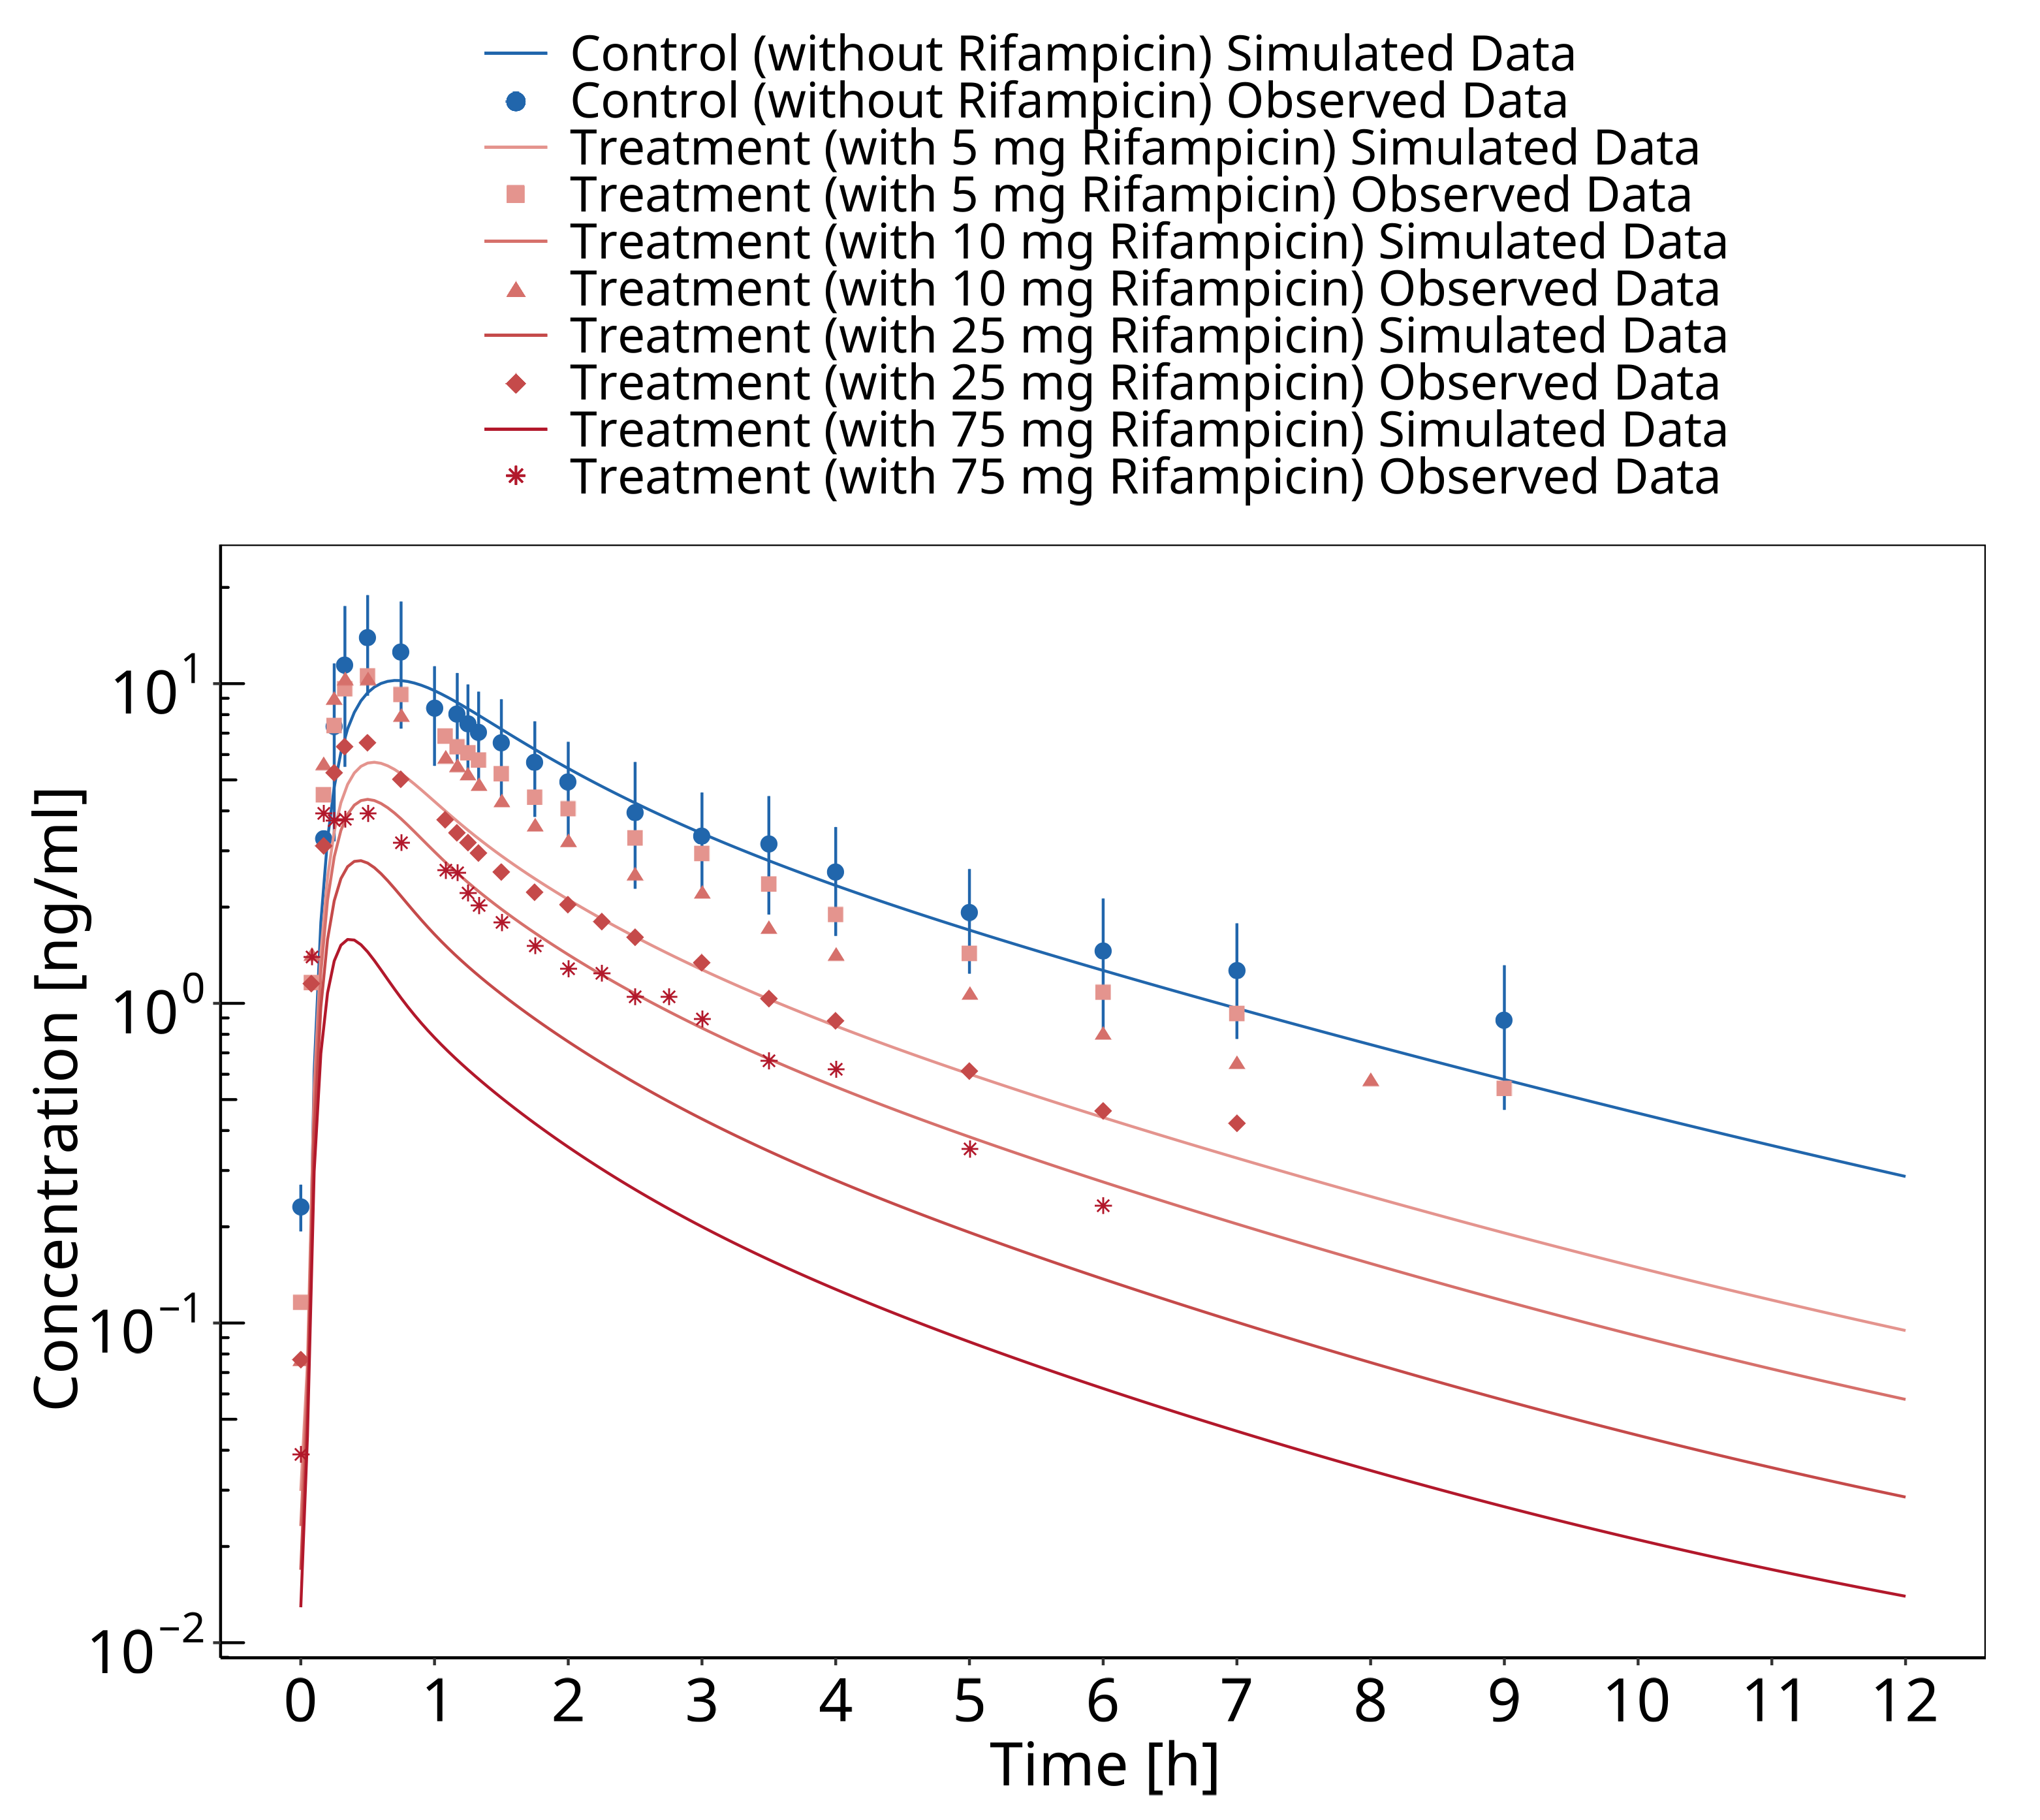 Control (without Rifampicin) Simulated Data
Control (without Rifampicin) Observed Data
Treatment (with 5 mg Rifampicin) Simulated Data
Treatment (with 5 mg Rifampicin) Observed Data
Treatment (with 10 mg Rifampicin) Simulated Data
Treatment (with 10 mg Rifampicin) Observed Data
Treatment (with 25 mg Rifampicin) Simulated Data
Treatment (with 25 mg Rifampicin) Observed Data
Treatment (with 75 mg Rifampicin) Simulated Data
Treatment (with 75 mg Rifampicin) Observed Data
Concentration [ng/ml]
10¹
10⁰
10⁻¹
10⁻²
0 1 2 3 4 5 6 7 8 9 10 11 12
Time [h]